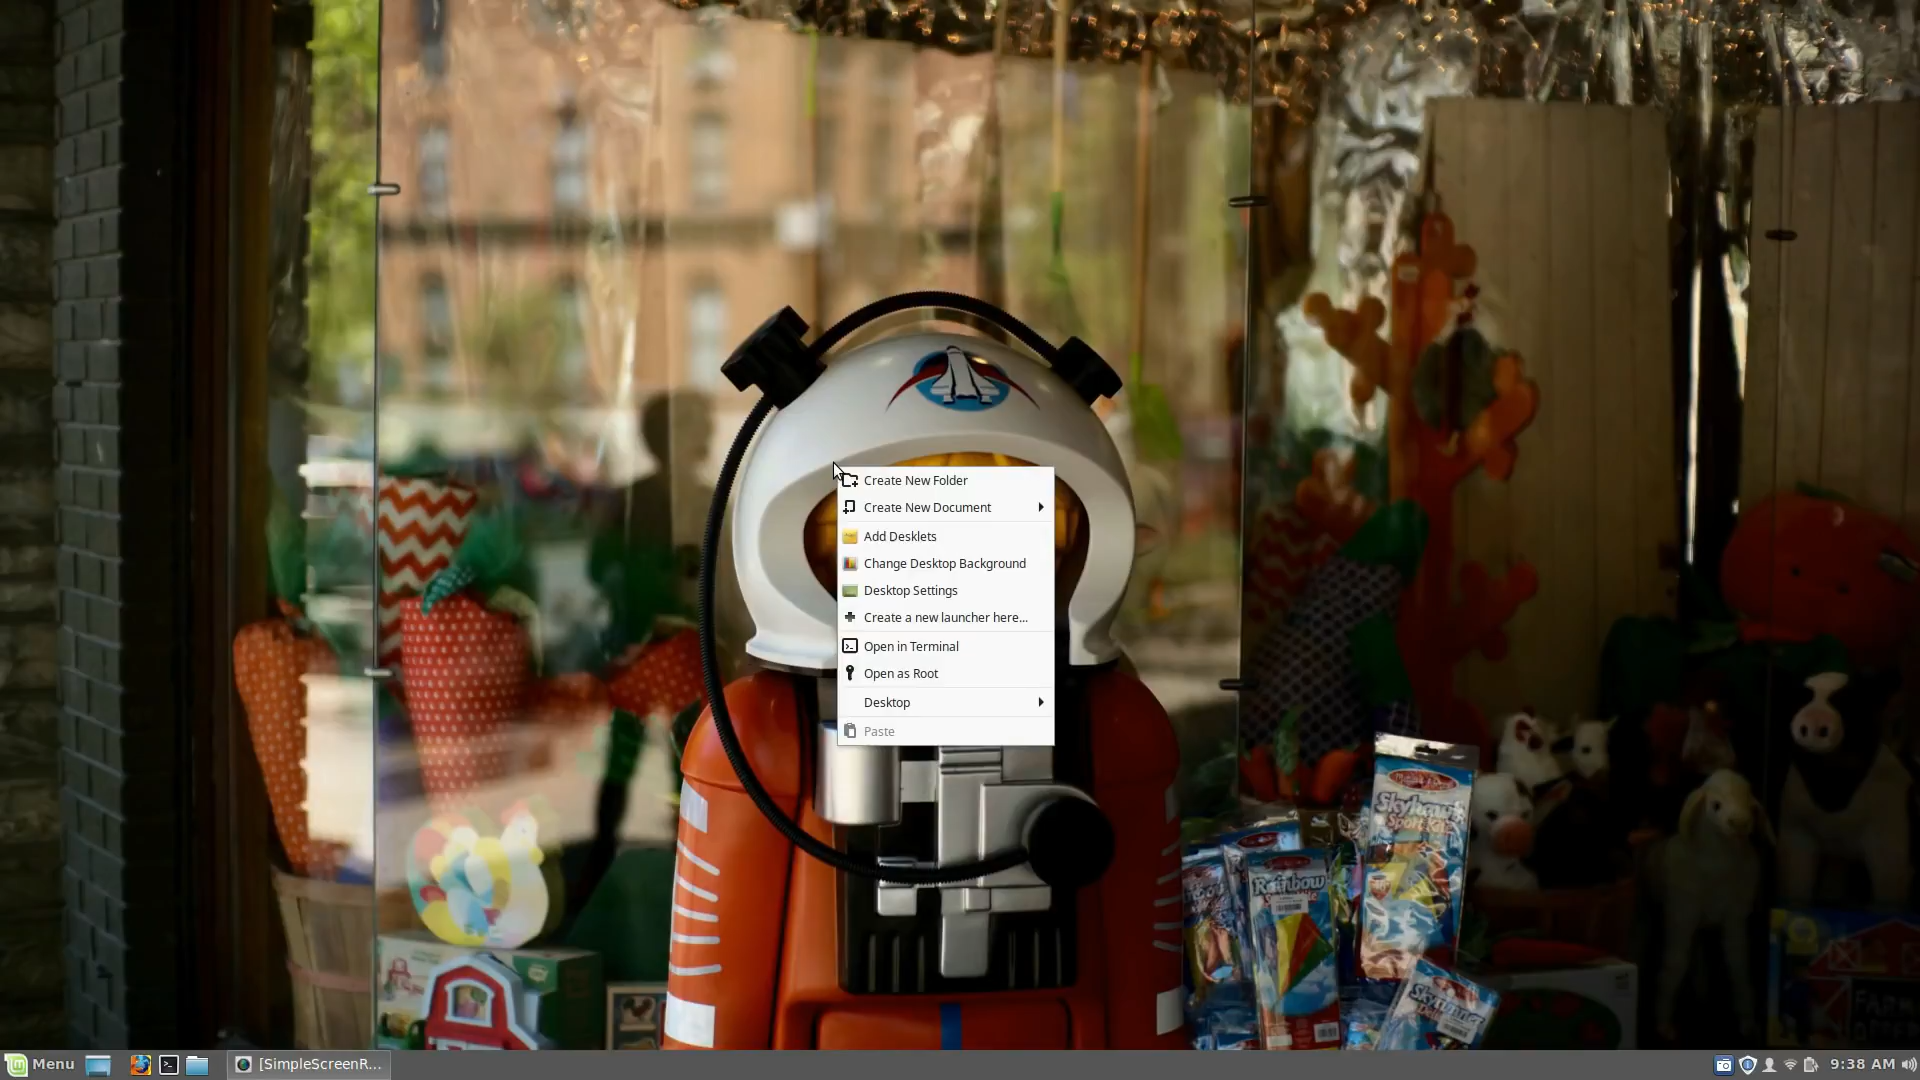 Create New Folder
Create New Document
Add Desklets
Change Desktop Background
Desktop Settings
Create a new launcher here...
Open in Terminal
Open as Root
Desktop
Paste
Rainbow
Menu
[SimpleScreenR...
9:38 AM